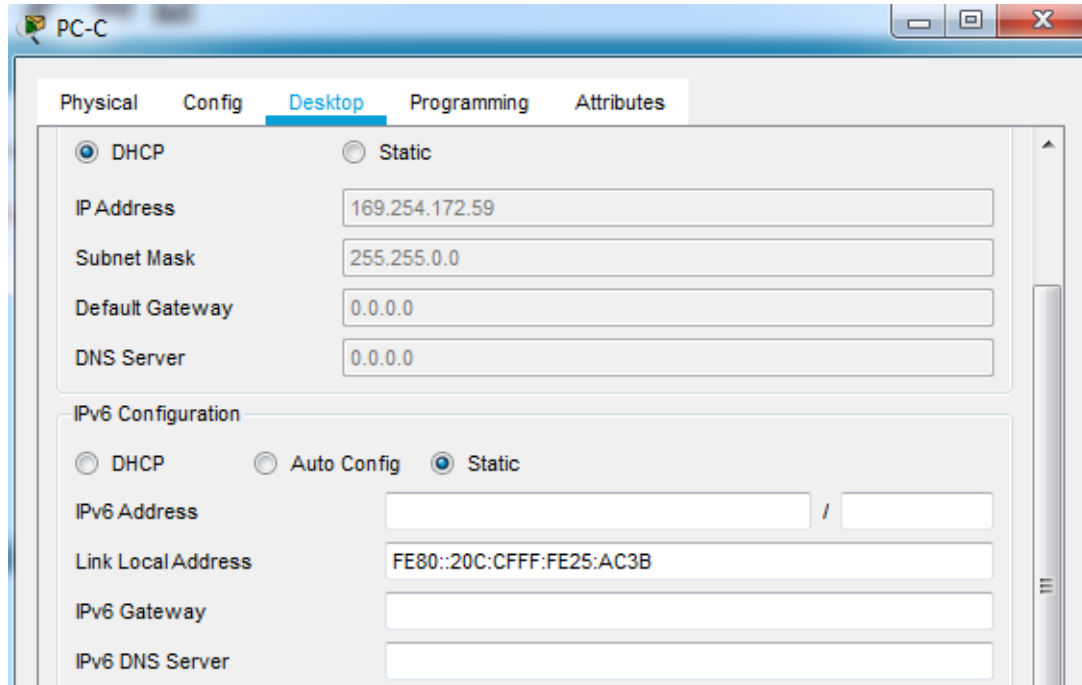 PC-C
Physical Config Desktop Programming Attributes
DHCP Static
IP Address 169.254.172.59
Subnet Mask 255.255.0.0
Default Gateway 0.0.0.0
DNS Server 0.0.0.0
IPv6 Configuration
DHCP Auto Config Static
IPv6 Address /
Link Local Address FE80::20C:CFFF:FE25:AC3B
IPv6 Gateway
IPv6 DNS Server